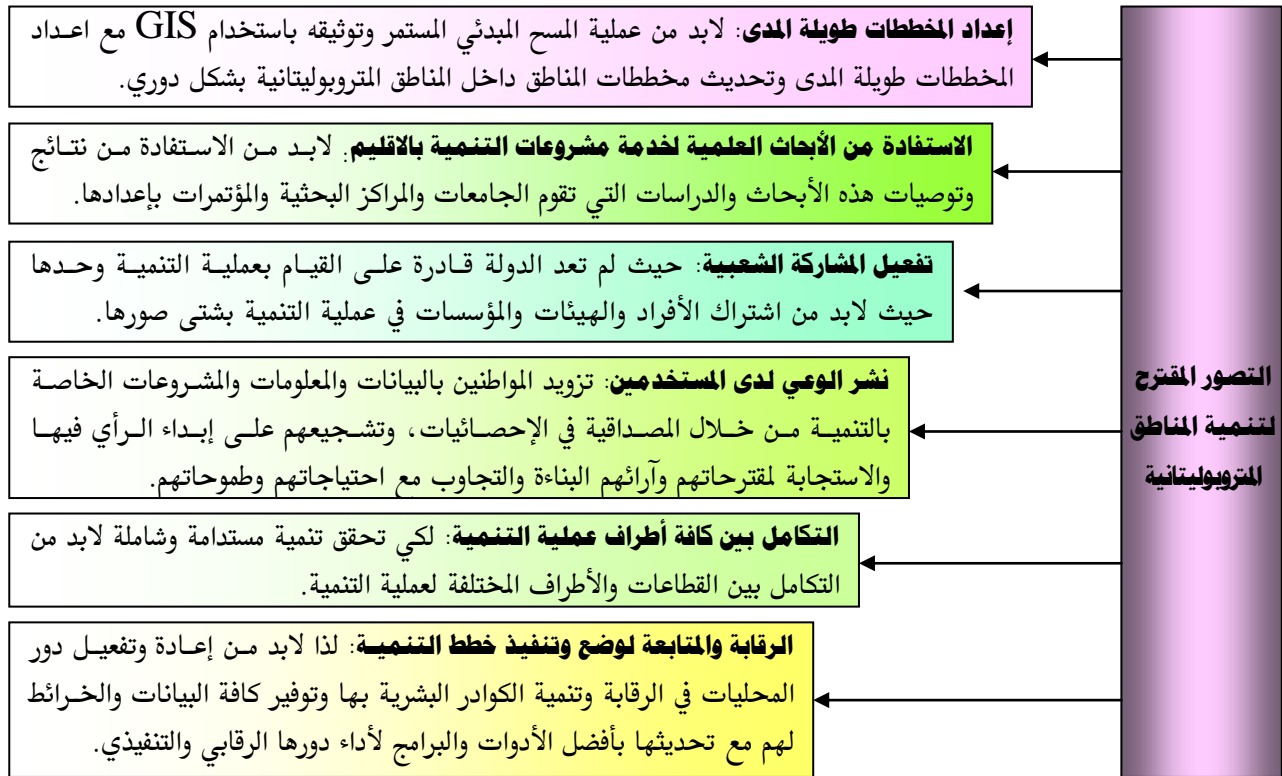 إعداد المخططات طويلة المدى: لابد من عملية المسح المبدئي المستمر وتوثيقه باستخدام GIS مع اعداد
المخططات طويلة المدى وتحديث مخططات المناطق داخل المناطق المتروبوليتانية بشكل دوري.
الاستفادة من الأبحاث العلمية لخدمة مشروعات التنمية بالاقليم. لابد من الاستفادة من نتائج
وتوصيات هذه الأبحاث والدراسات التي تقوم الجامعات والمراكز البحثية والمؤتمرات بإعدادها.
تفعيل المشاركة الشعبية: حيث لم تعد الدولة قادرة على القيام بعملية التنمية وحدها
حيث لابد من اشتراك الأفراد والهيئات والمؤسسات في عملية التنمية بشتى صورها.
نشر الوعي لدى المستخدمين: تزويد المواطنين بالبيانات والمعلومات والمشروعات الخاصة
بالتنمية من خلال المصداقية في الإحصائيات، وتشجيعهم على إبداء الرأي فيها
والاستجابة لمقترحاتهم وآرائهم البناءة والتجاوب مع احتياجاتهم وطموحاتهم.
التكامل بين كافة أطراف عملية التنمية: لكي تحقق تنمية مستدامة وشاملة لابد من
التكامل بين القطاعات والأطراف المختلفة لعملية التنمية.
الرقابة والمتابعة لوضع وتنفيذ خطط التنمية: لذا لابد من إعادة وتفعيل دور
المحليات في الرقابة وتنمية الكوادر البشرية بها وتوفير كافة البيانات والخرائط
لهم مع تحديثها بأفضل الأدوات والبرامج لأداء دورها الرقابي والتنفيذي.
التصور المقترح
لتنمية المناطق
المتروبوليتانية